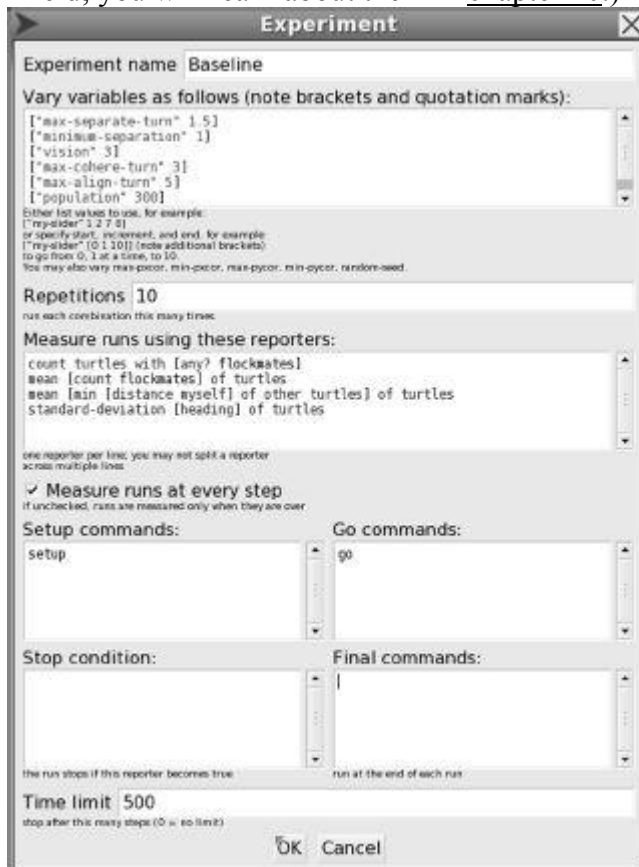 Experiment
Experiment name Baseline
Vary variables as follows (note brackets and quotation marks):
["max-separate-turn" 1.5]
["minimum-separation" 1]
["vision" 3]
["max-cohere-turn" 3]
["max-align-turn" 5]
["population" 300]
Either list values to use, for example:
["my-slider" 1 2 7 8]
or specify start, increment, and end, for example:
["my-slider" [0 1 10]] (note additional brackets)
to go from 0, 1 at a time, to 10.
You may also vary max-pxcor, min-pxcor, max-pycor, min-pycor, random-seed.
Repetitions 10
run each combination this many times
Measure runs using these reporters:
count turtles with [any? flockmates]
mean [count flockmates] of turtles
mean [min [distance myself] of other turtles] of turtles
standard-deviation [heading] of turtles
one reporter per line; you may not split a reporter
across multiple lines
✓ Measure runs at every step
if unchecked, runs are measured only when they are over
Setup commands: Go commands:
setup go
Stop condition: Final commands:
the run stops if this reporter becomes true run at the end of each run
Time limit 500
stop after this many steps (0 = no limit)
OK Cancel